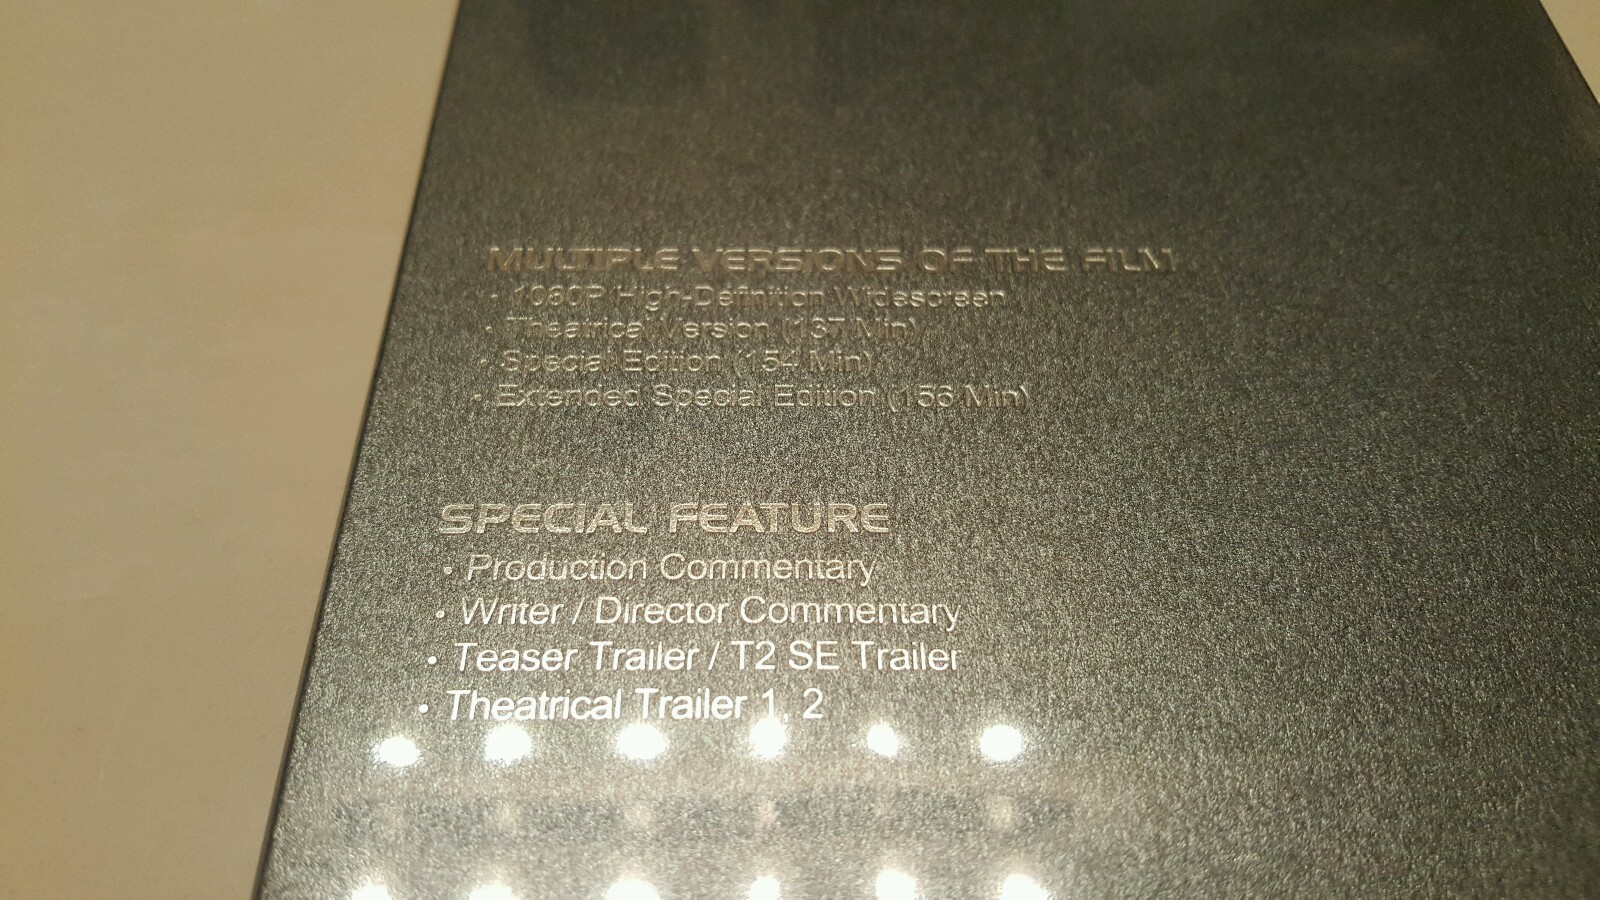 MULTIPLE VERSIONS OF THE FILM
• 1080P High-Definition Widescreen
• Theatrical Version (137 Min)
• Special Edition (154 Min)
• Extended Special Edition (156 Min)
SPECIAL FEATURE
• Production Commentary
• Writer / Director Commentary
• Teaser Trailer / T2 SE Trailer
• Theatrical Trailer 1, 2